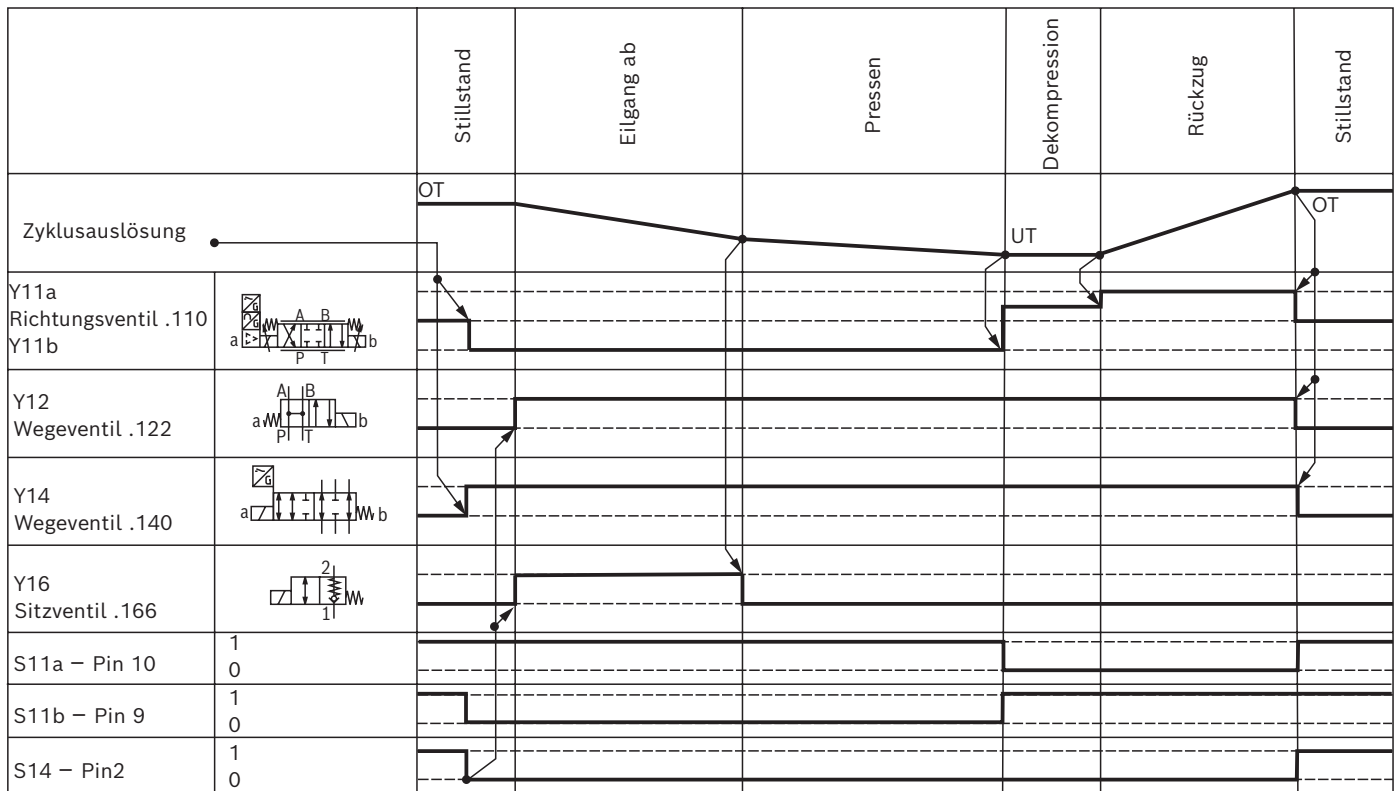 Stillstand
Eilgang ab
Pressen
Dekompression
Rückzug
Stillstand
OT
Zyklusauslösung
UT
OT
Y11a
Richtungsventil .110
Y11b
A B
a b
P T
Y12
Wegeventil .122
A B
a b
P T
Y14
Wegeventil .140
G
a b
Y16
Sitzventil .166
2
1
S11a – Pin 10
1
0
S11b – Pin 9
1
0
S14 – Pin2
1
0